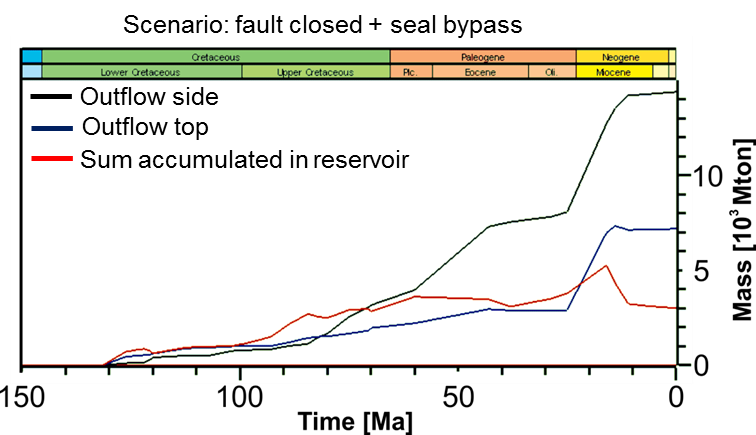 Scenario: fault closed + seal bypass
Cretaceous Paleogene Neogene
Lower Cretaceous Upper Cretaceous Plc. Eocene Oli. Miocene
Outflow side
Outflow top
Sum accumulated in reservoir
10
5
0
Mass [10³ Mton]
150 100 50 0
Time [Ma]